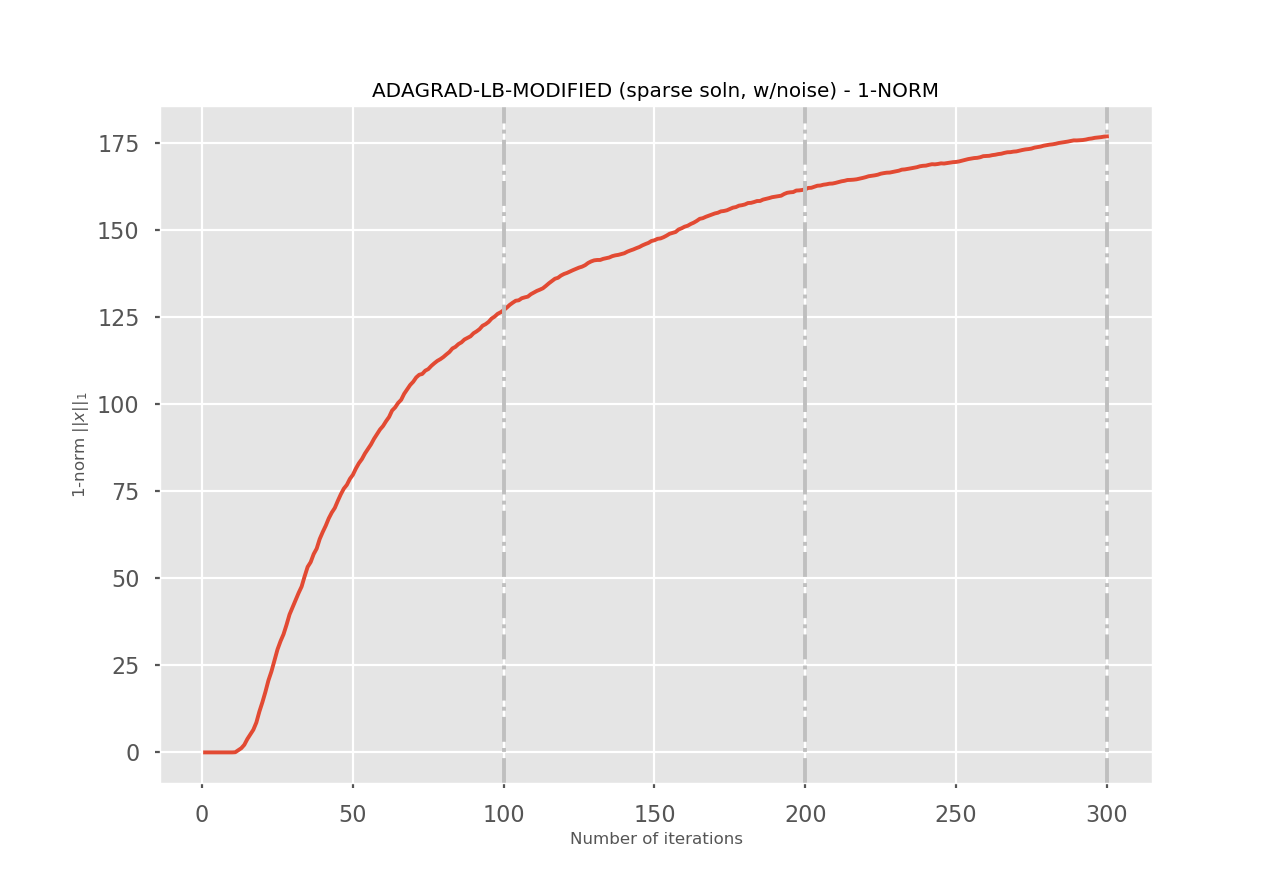 ADAGRAD-LB-MODIFIED (sparse soln, w/noise) - 1-NORM
1-norm ||x||₁
175
150
125
100
75
50
25
0
0 50 100 150 200 250 300
Number of iterations